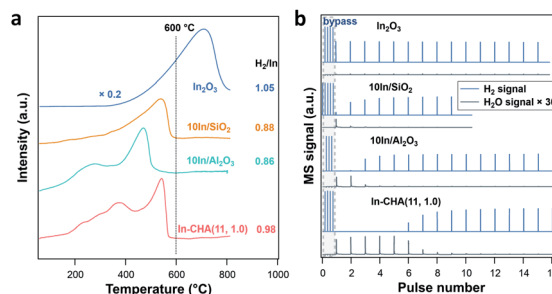 a
600 °C
H2/In
× 0.2
In2O3
1.05
10In/SiO2
0.88
10In/Al2O3
0.86
In-CHA(11, 1.0)
0.98
Intensity (a.u.)
0
200
400
600
800
1000
Temperature (°C)
b
bypass
In2O3
H2 signal
H2O signal × 30
10In/SiO2
10In/Al2O3
In-CHA(11, 1.0)
MS signal (a.u.)
0
2
4
6
8
10
12
14
Pulse number